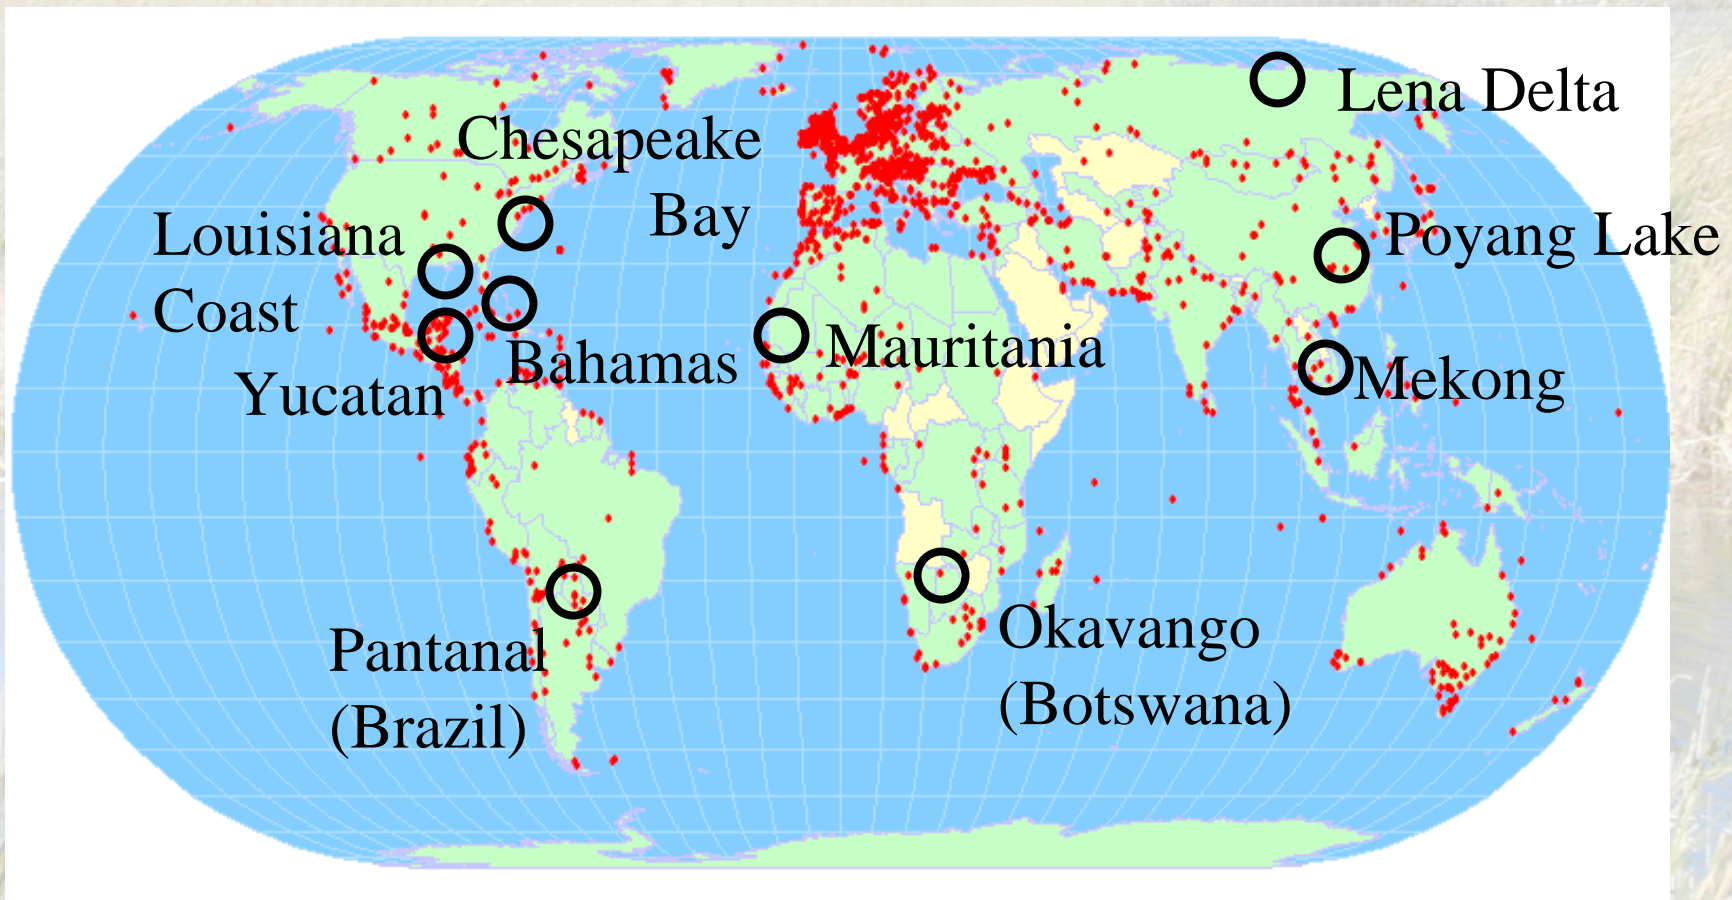 Lena Delta
Chesapeake
Bay
Louisiana
Coast
Poyang Lake
Bahamas
Mauritania
Yucatan
Mekong
Pantanal
(Brazil)
Okavango
(Botswana)